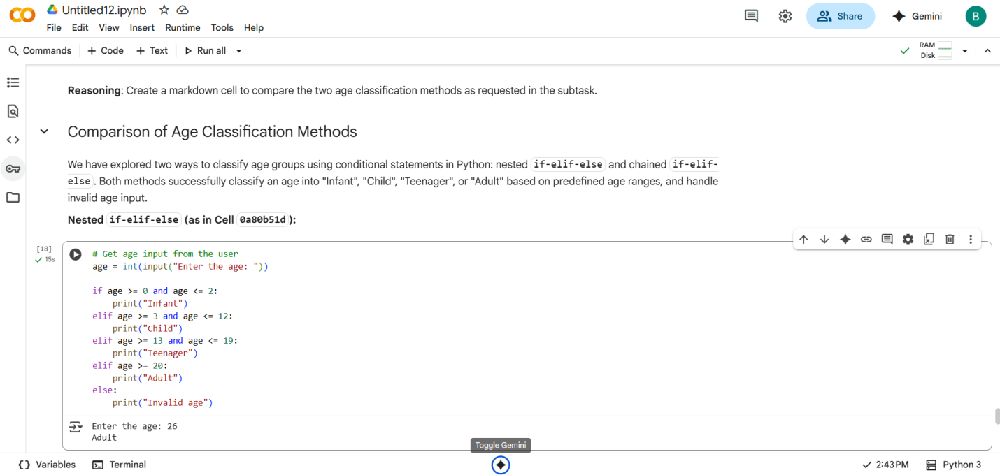 Untitled12.ipynb
File Edit View Insert Runtime Tools Help
Share
Gemini
B
Commands + Code + Text Run all
RAM
Disk
Reasoning: Create a markdown cell to compare the two age classification methods as requested in the subtask.
Comparison of Age Classification Methods
We have explored two ways to classify age groups using conditional statements in Python: nested if-elif-else and chained if-elif-
else. Both methods successfully classify an age into "Infant", "Child", "Teenager", or "Adult" based on predefined age ranges, and handle
invalid age input.
Nested if-elif-else (as in Cell 0a80b51d):
[18]
15s
# Get age input from the user
age = int(input("Enter the age: "))
if age >= 0 and age <= 2:
    print("Infant")
elif age >= 3 and age <= 12:
    print("Child")
elif age >= 13 and age <= 19:
    print("Teenager")
elif age >= 20:
    print("Adult")
else:
    print("Invalid age")
Enter the age: 26
Adult
Toggle Gemini
Variables Terminal
2:43 PM Python 3